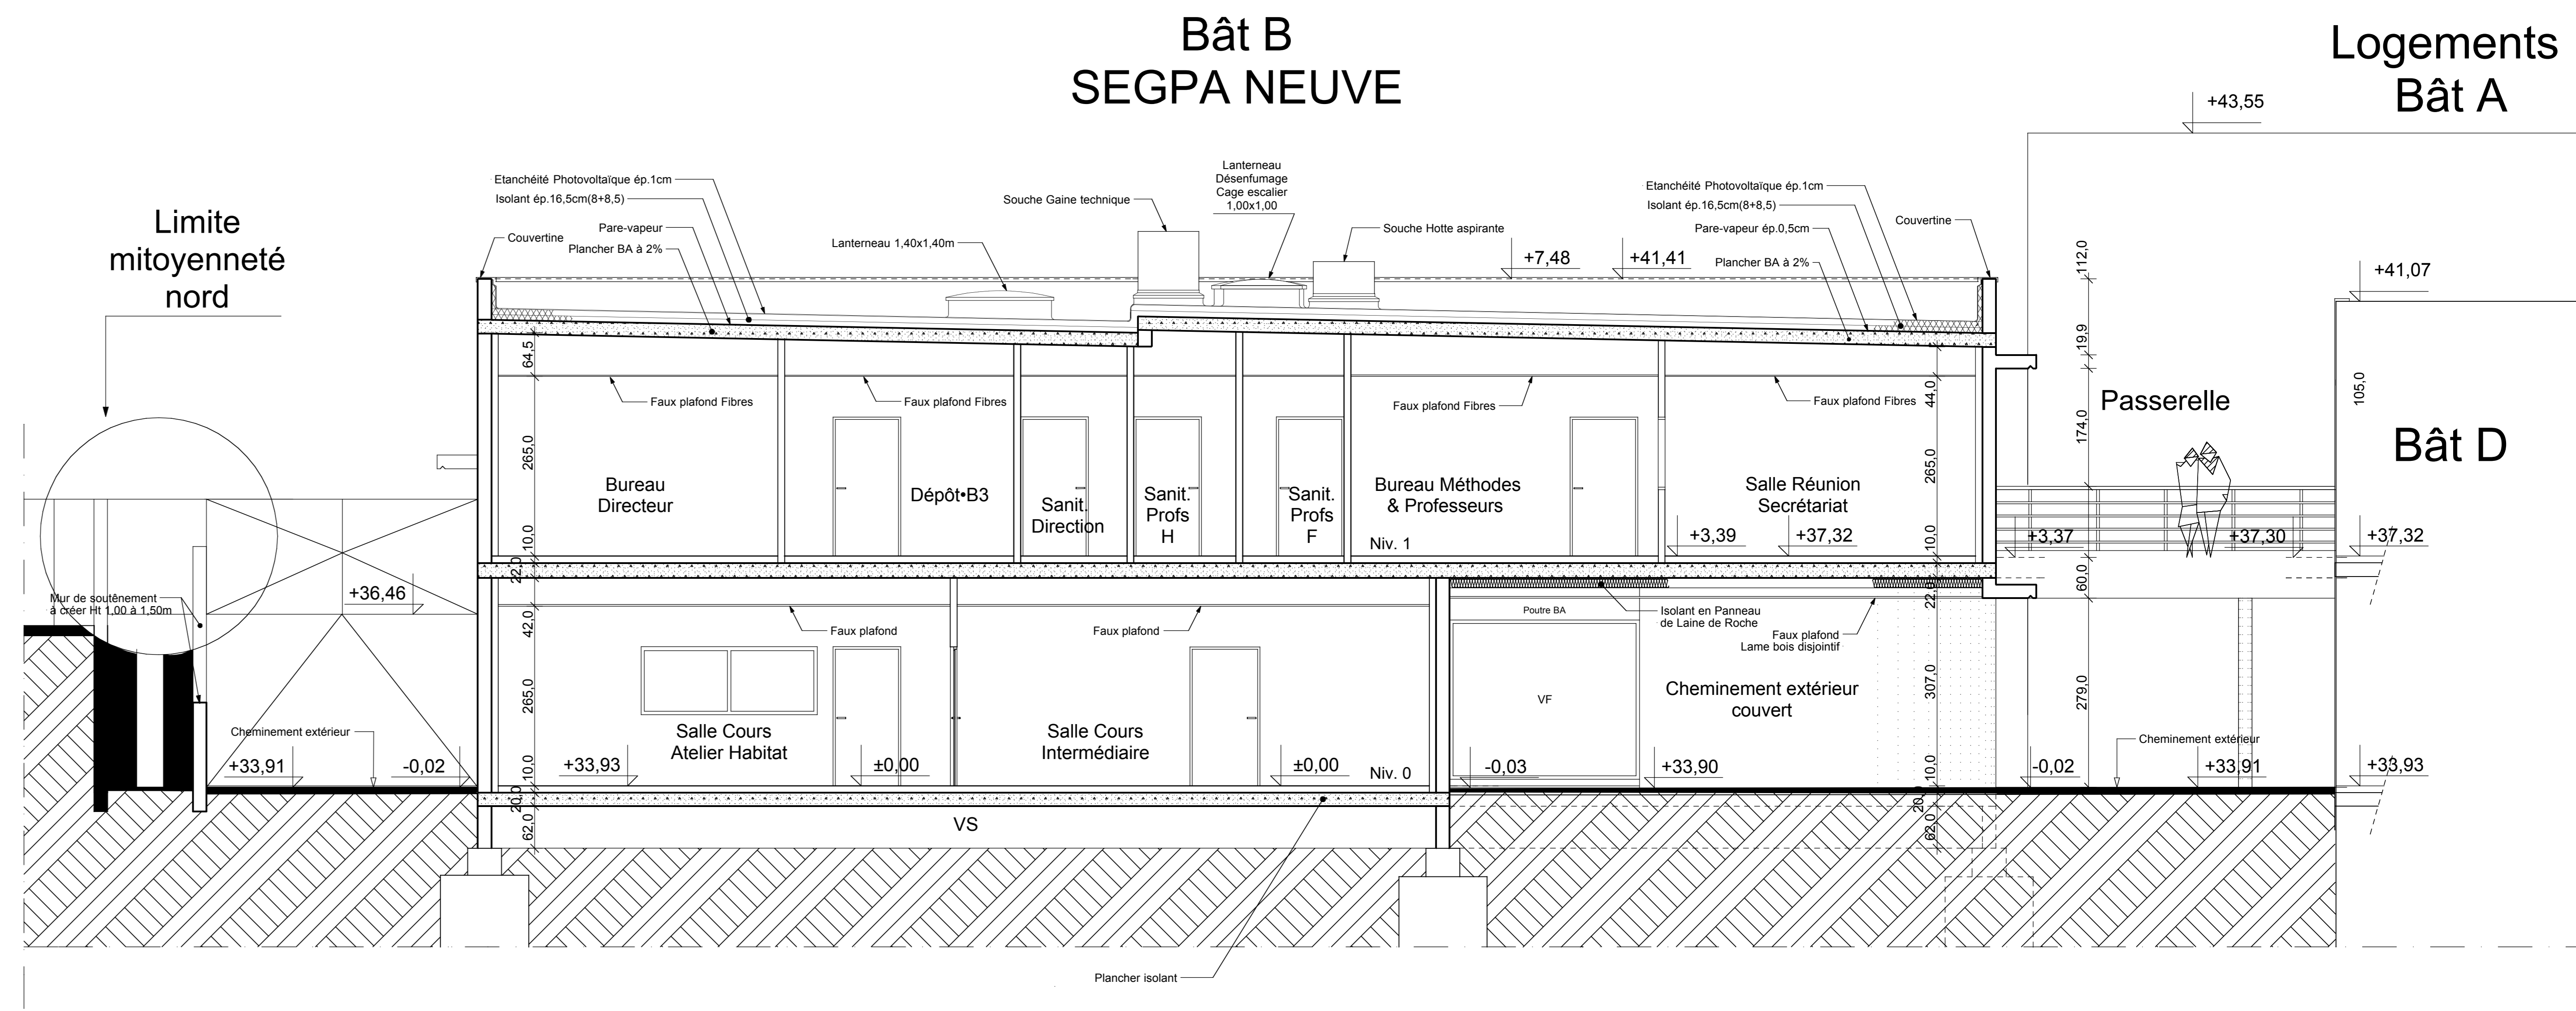 Bât B
SEGPA NEUVE
Logements
Bât A
+43,55
Limite
mitoyenneté
nord
Etanchéité Photovoltaïque ép.1cm
Isolant ép.16,5cm(8+8,5)
Pare-vapeur
Couvertine
Plancher BA à 2%
Lanterneau 1,40x1,40m
Souche Gaine technique
Lanterneau
Désenfumage
Cage escalier
1,00x1,00
Souche Hotte aspirante
+7,48
+41,41
Etanchéité Photovoltaïque ép.1cm
Isolant ép.16,5cm(8+8,5)
Couvertine
Pare-vapeur ép.0,5cm
Plancher BA à 2%
112,0
+41,07
19,9
64,5
Faux plafond Fibres
Faux plafond Fibres
Faux plafond Fibres
Faux plafond Fibres
44,0
174,0
105,0
Passerelle
Bât D
265,0
Bureau
Directeur
Dépôt•B3
Sanit.
Direction
Sanit.
Profs
H
Sanit.
Profs
F
Bureau Méthodes
& Professeurs
Salle Réunion
Secrétariat
265,0
10,0
Niv. 1
+3,39
+37,32
10,0
+3,37
+37,30
+37,32
22,0
22,0
60,0
+36,46
Mur de soutênement
à créer Ht 1,00 à 1,50m
42,0
Faux plafond
Faux plafond
Poutre BA
Isolant en Panneau
de Laine de Roche
Faux plafond
Lame bois disjointif
265,0
VF
307,0
279,0
Cheminement extérieur
couvert
Salle Cours
Atelier Habitat
Salle Cours
Intermédiaire
Cheminement extérieur
Cheminement extérieur
+33,91
-0,02
10,0
+33,93
±0,00
±0,00
Niv. 0
-0,03
+33,90
10,0
-0,02
+33,91
+33,93
20,0
20,0
62,0
VS
62,0
Plancher isolant